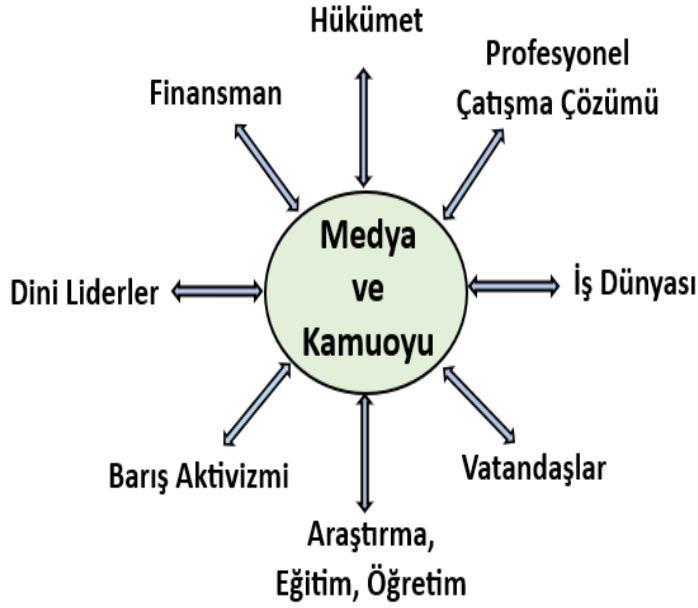 Hükümet
Profesyonel
Çatışma Çözümü
Finansman
Medya
ve
Kamuoyu
Dini Liderler
İş Dünyası
Barış Aktivizmi
Vatandaşlar
Araştırma,
Eğitim, Öğretim